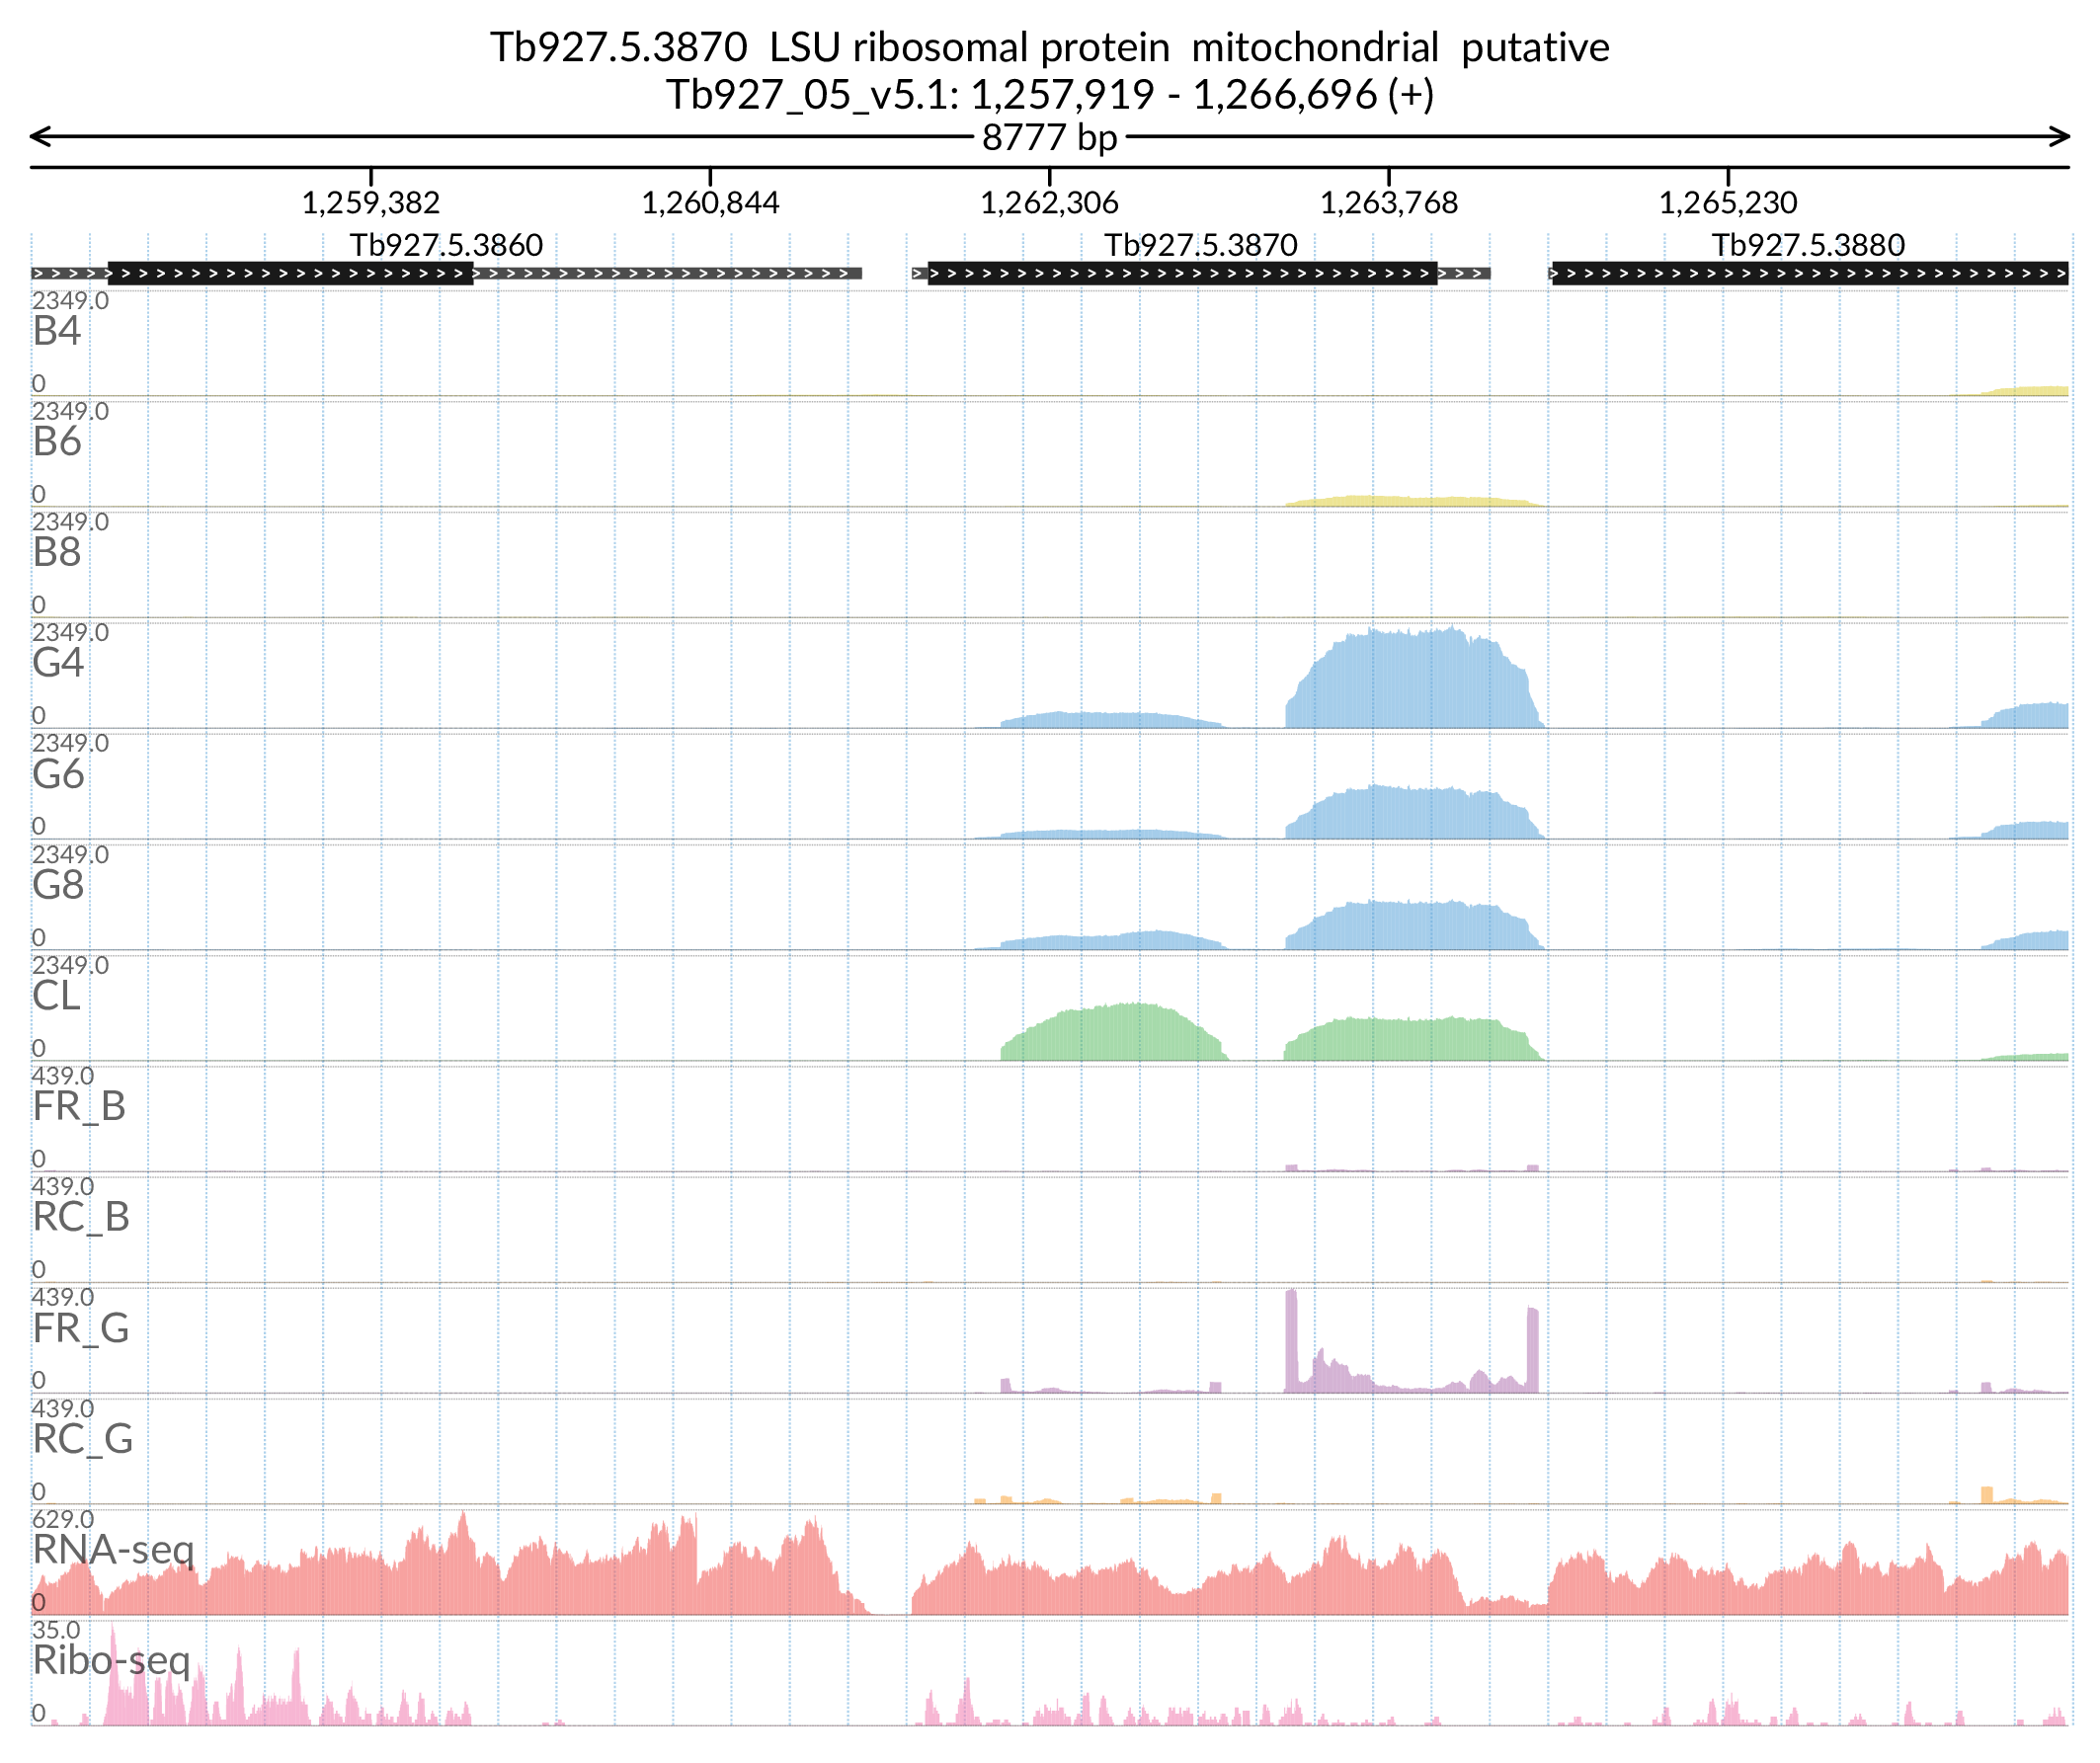 Tb927.5.3870  LSU ribosomal protein  mitochondrial  putative
Tb927_05_v5.1: 1,257,919 - 1,266,696 (+)
8777 bp
1,259,382 1,260,844 1,262,306 1,263,768 1,265,230
Tb927.5.3860 Tb927.5.3870 Tb927.5.3880
2349.0
B4
0
2349.0
B6
0
2349.0
B8
0
2349.0
G4
0
2349.0
G6
0
2349.0
G8
0
2349.0
CL
0
439.0
FR_B
0
439.0
RC_B
0
439.0
FR_G
0
439.0
RC_G
0
629.0
RNA-seq
0
35.0
Ribo-seq
0